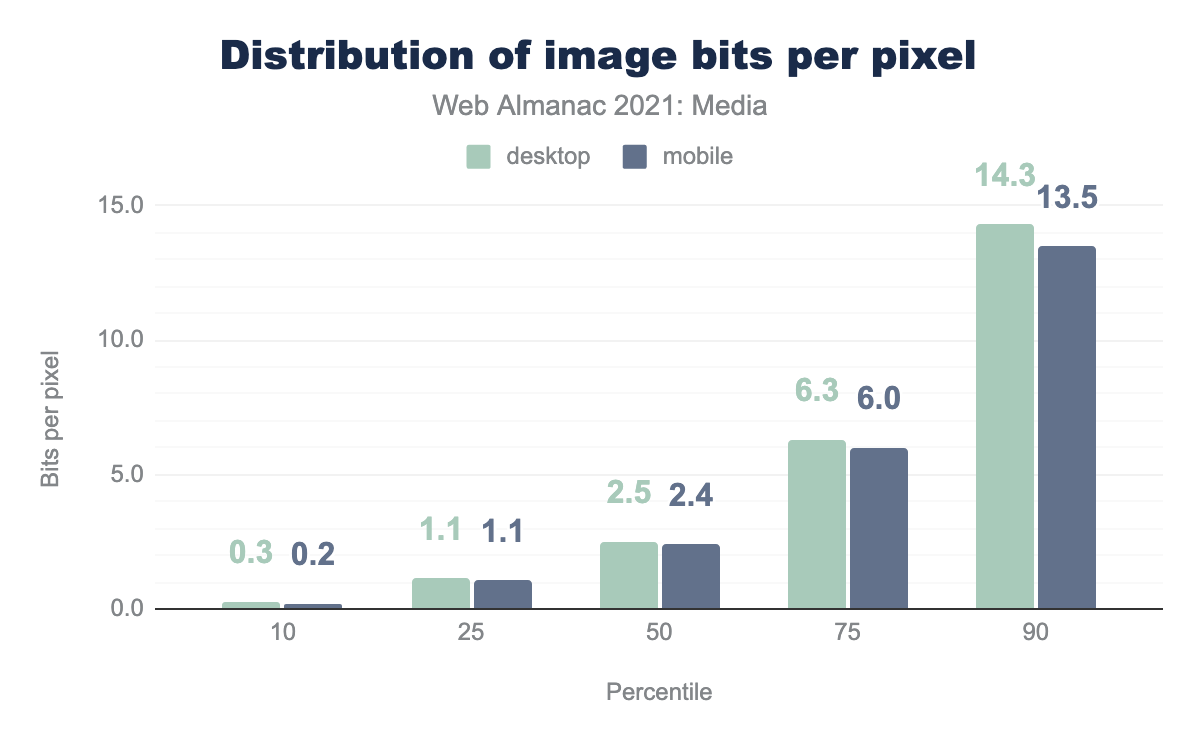 Distribution of image bits per pixel
Web Almanac 2021: Media
desktop mobile
Bits per pixel
15.0
10.0
5.0
0.0
0.3 0.2
1.1 1.1
2.5 2.4
6.3 6.0
14.3 13.5
10 25 50 75 90
Percentile